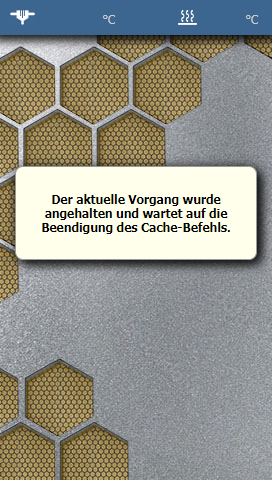 °C °C
Der aktuelle Vorgang wurde
angehalten und wartet auf die
Beendigung des Cache-Befehls.